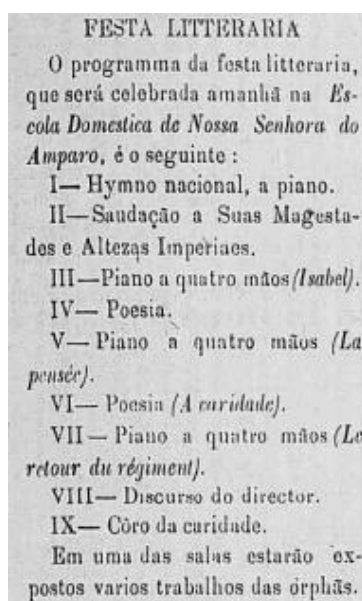 FESTA LITTERARIA
O programma da festa litteraria,
que será celebrada amanhã na Es-
cola Domestica de Nossa Senhora do
Amparo, é o seguinte :
I— Hymno nacional, a piano.
II—Saudação a Suas Magesta-
des e Altezas Imperiaes.
III—Piano a quatro mãos (Isabel).
IV— Poesia.
V— Piano a quatro mãos (La
pensée).
VI— Poesia (A caridade).
VII— Piano a quatro mãos (Le
retour du régiment).
VIII— Discurso do director.
IX— Côro da caridade.
Em uma das salas estarão ex-
postos varios trabalhos das orphãs.